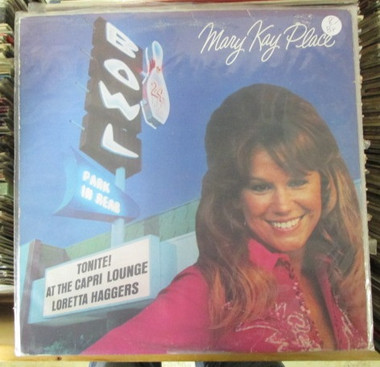 Mary Kay Place
BOWL
PARK
IN REAR
TONITE!
AT THE CAPRI LOUNGE
LORETTA HAGGERS